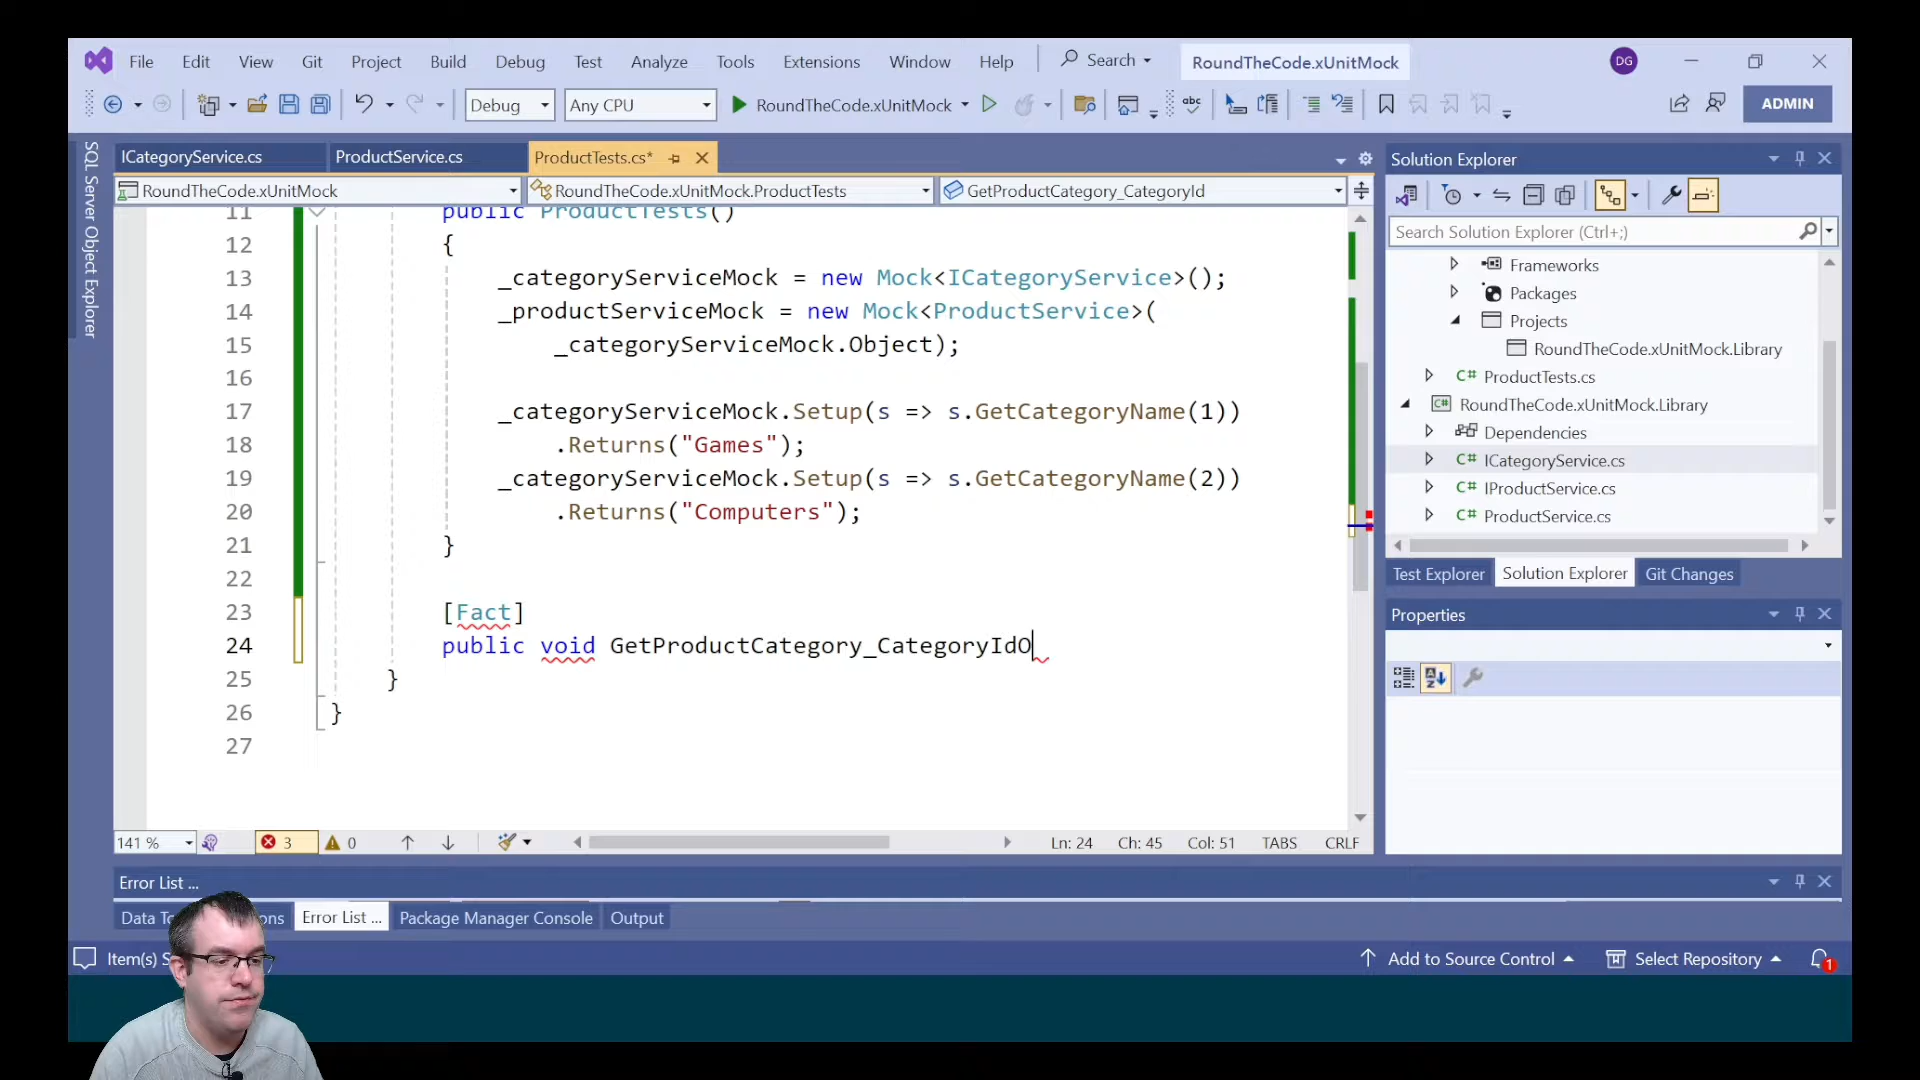 File Edit View Git Project Build Debug Test Analyze Tools Extensions Window Help Search RoundTheCode.xUnitMock DG
Debug Any CPU RoundTheCode.xUnitMock abc ADMIN
SQL Server Object Explorer
ICategoryService.cs ProductService.cs ProductTests.cs*
RoundTheCode.xUnitMock RoundTheCode.xUnitMock.ProductTests GetProductCategory_CategoryId
11 public ProductTests()
12 {
13 _categoryServiceMock = new Mock<ICategoryService>();
14 _productServiceMock = new Mock<ProductService>(
15 _categoryServiceMock.Object);
16
17 _categoryServiceMock.Setup(s => s.GetCategoryName(1))
18 .Returns("Games");
19 _categoryServiceMock.Setup(s => s.GetCategoryName(2))
20 .Returns("Computers");
21 }
22
23 [Fact]
24 public void GetProductCategory_CategoryIdO
25 }
26 }
27
141 % 3 0 Ln: 24 Ch: 45 Col: 51 TABS CRLF
Solution Explorer
Search Solution Explorer (Ctrl+;)
Frameworks
Packages
Projects
RoundTheCode.xUnitMock.Library
C# ProductTests.cs
C# RoundTheCode.xUnitMock.Library
Dependencies
C# ICategoryService.cs
C# IProductService.cs
C# ProductService.cs
Test Explorer Solution Explorer Git Changes
Properties
Error List ...
Error List ... Package Manager Console Output
Item(s) Add to Source Control Select Repository 1